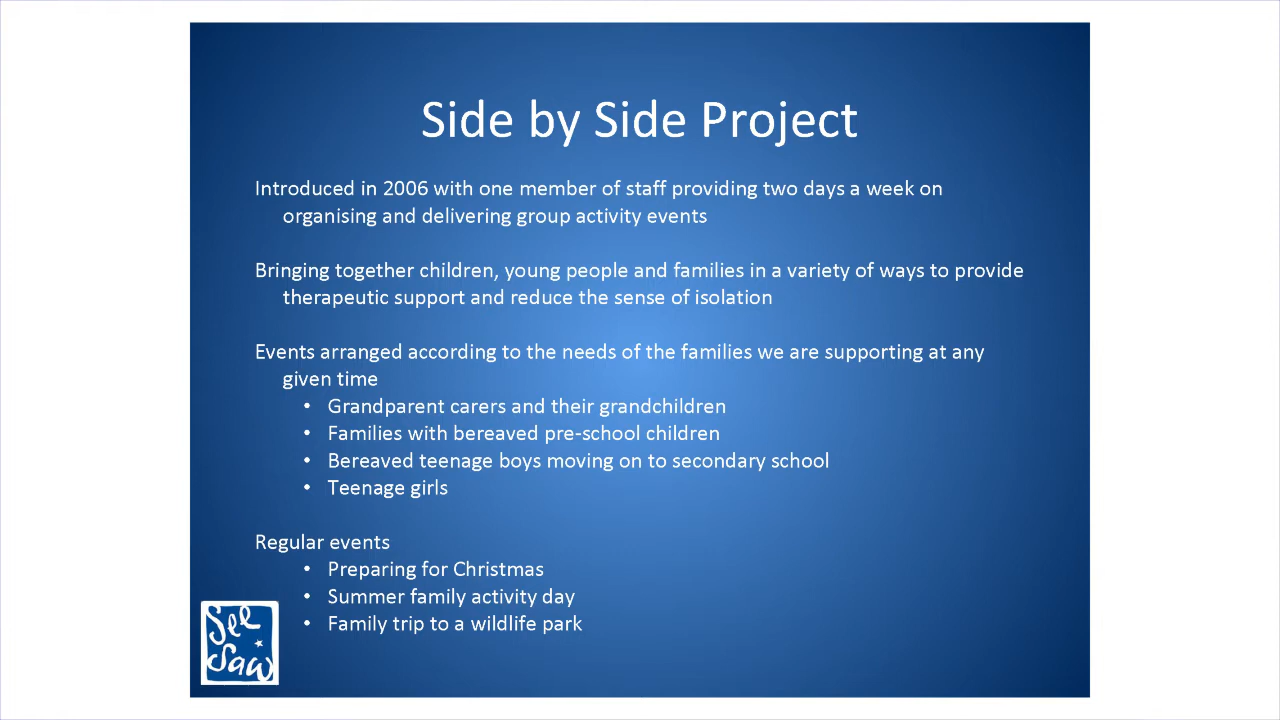 Side by Side Project
Introduced in 2006 with one member of staff providing two days a week on
organising and delivering group activity events
Bringing together children, young people and families in a variety of ways to provide
therapeutic support and reduce the sense of isolation
Events arranged according to the needs of the families we are supporting at any
given time
• Grandparent carers and their grandchildren
• Families with bereaved pre-school children
• Bereaved teenage boys moving on to secondary school
• Teenage girls
Regular events
• Preparing for Christmas
• Summer family activity day
• Family trip to a wildlife park
See
Saw